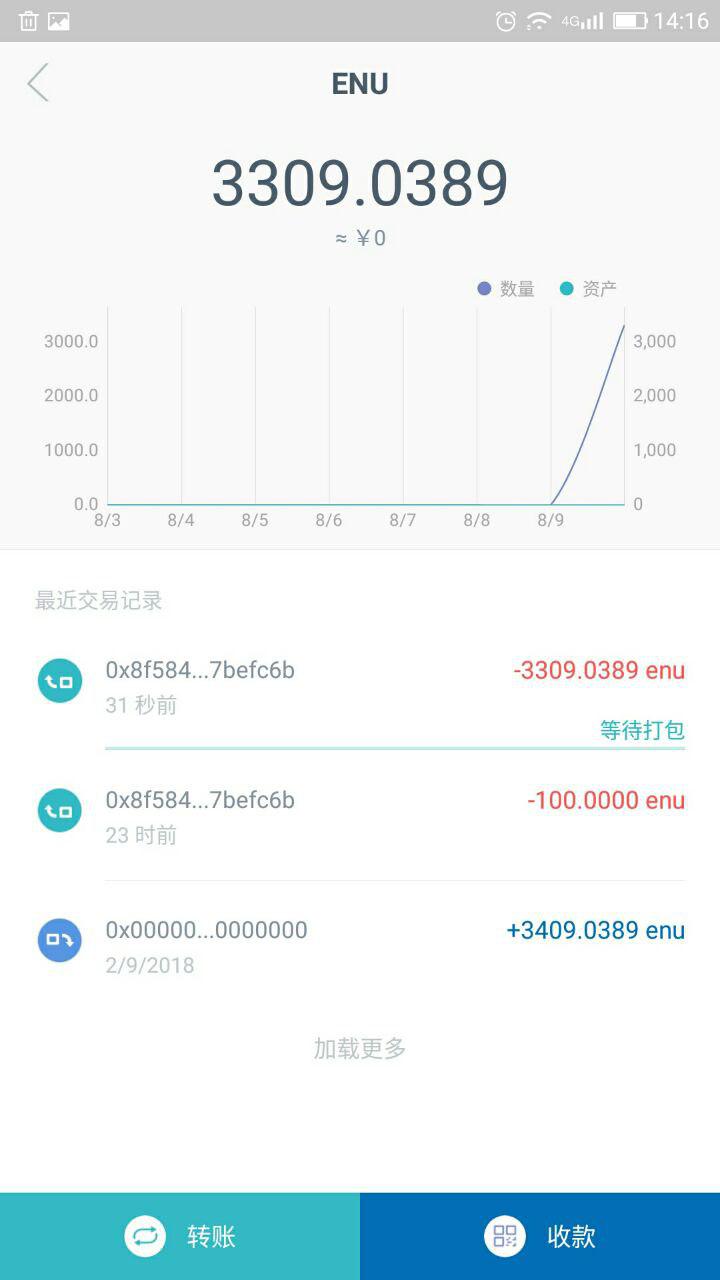 4G 14:16
ENU
3309.0389
≈ ￥0
数量 资产
3000.0 3,000
2000.0 2,000
1000.0 1,000
0.0 0
8/3 8/4 8/5 8/6 8/7 8/8 8/9
最近交易记录
0x8f584...7befc6b -3309.0389 enu
31 秒前
等待打包
0x8f584...7befc6b -100.0000 enu
23 时前
0x00000...0000000 +3409.0389 enu
2/9/2018
加载更多
转账 收款